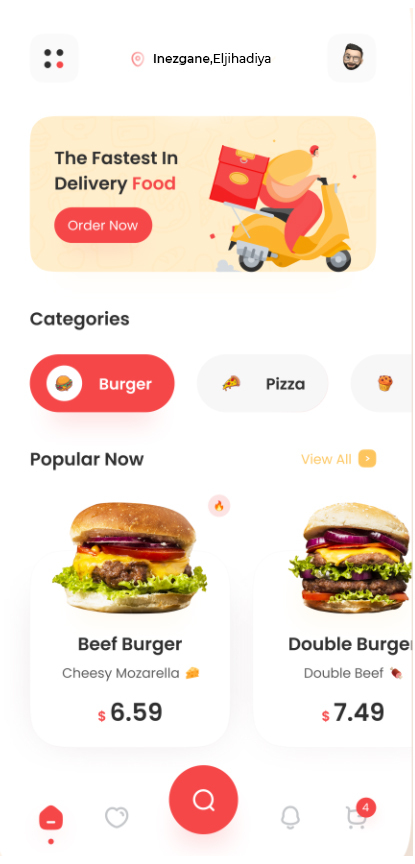 Inezgane,Eljihadiya
The Fastest In
Delivery Food
Order Now
Categories
Burger
Pizza
Popular Now
View All
Beef Burger
Cheesy Mozarella
$ 6.59
Double Burger
Double Beef
$ 7.49
4